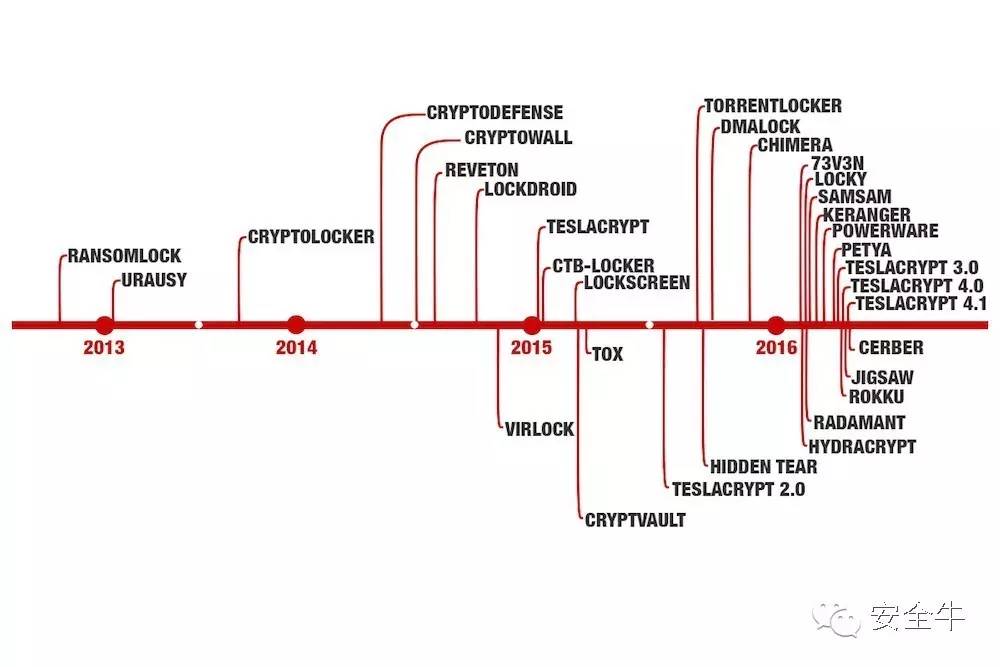 CRYPTODEFENSE
TORRENTLOCKER
DMALOCK
CRYPTOWALL
CHIMERA
REVETON
73V3N
LOCKY
LOCKDROID
SAMSAM
KERANGER
TESLACRYPT
POWERWARE
CRYPTOLOCKER
PETYA
RANSOMLOCK
CTB-LOCKER
TESLACRYPT 3.0
URAUSY
LOCKSCREEN
TESLACRYPT 4.0
TESLACRYPT 4.1
2013
2014
2015
2016
TOX
CERBER
JIGSAW
ROKKU
RADAMANT
VIRLOCK
HYDRACRYPT
HIDDEN TEAR
TESLACRYPT 2.0
CRYPTVAULT
安全牛